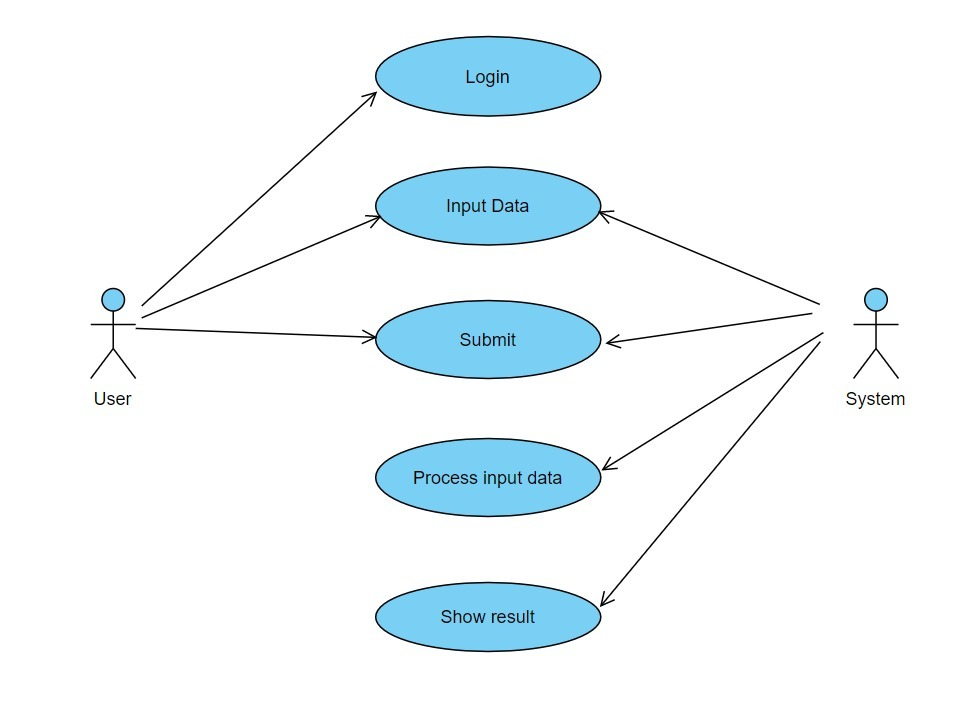 Login
Input Data
Submit
User
System
Process input data
Show result